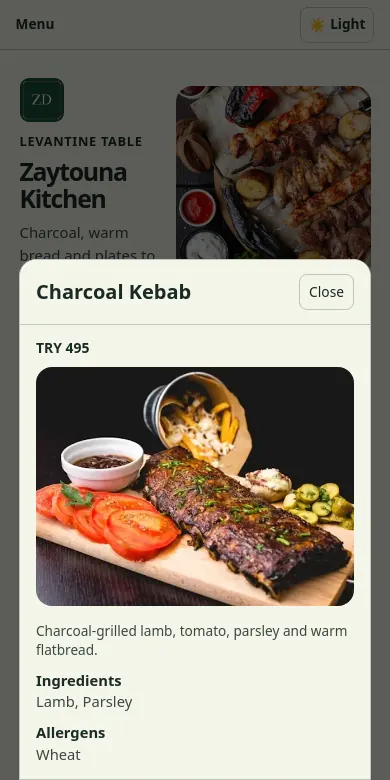 Menu
☀️ Light
ZD
LEVANTINE TABLE
Zaytouna
Kitchen
Charcoal, warm
bread and plates to
Charcoal Kebab
Close
TRY 495
Charcoal-grilled lamb, tomato, parsley and warm
flatbread.
Ingredients
Lamb, Parsley
Allergens
Wheat